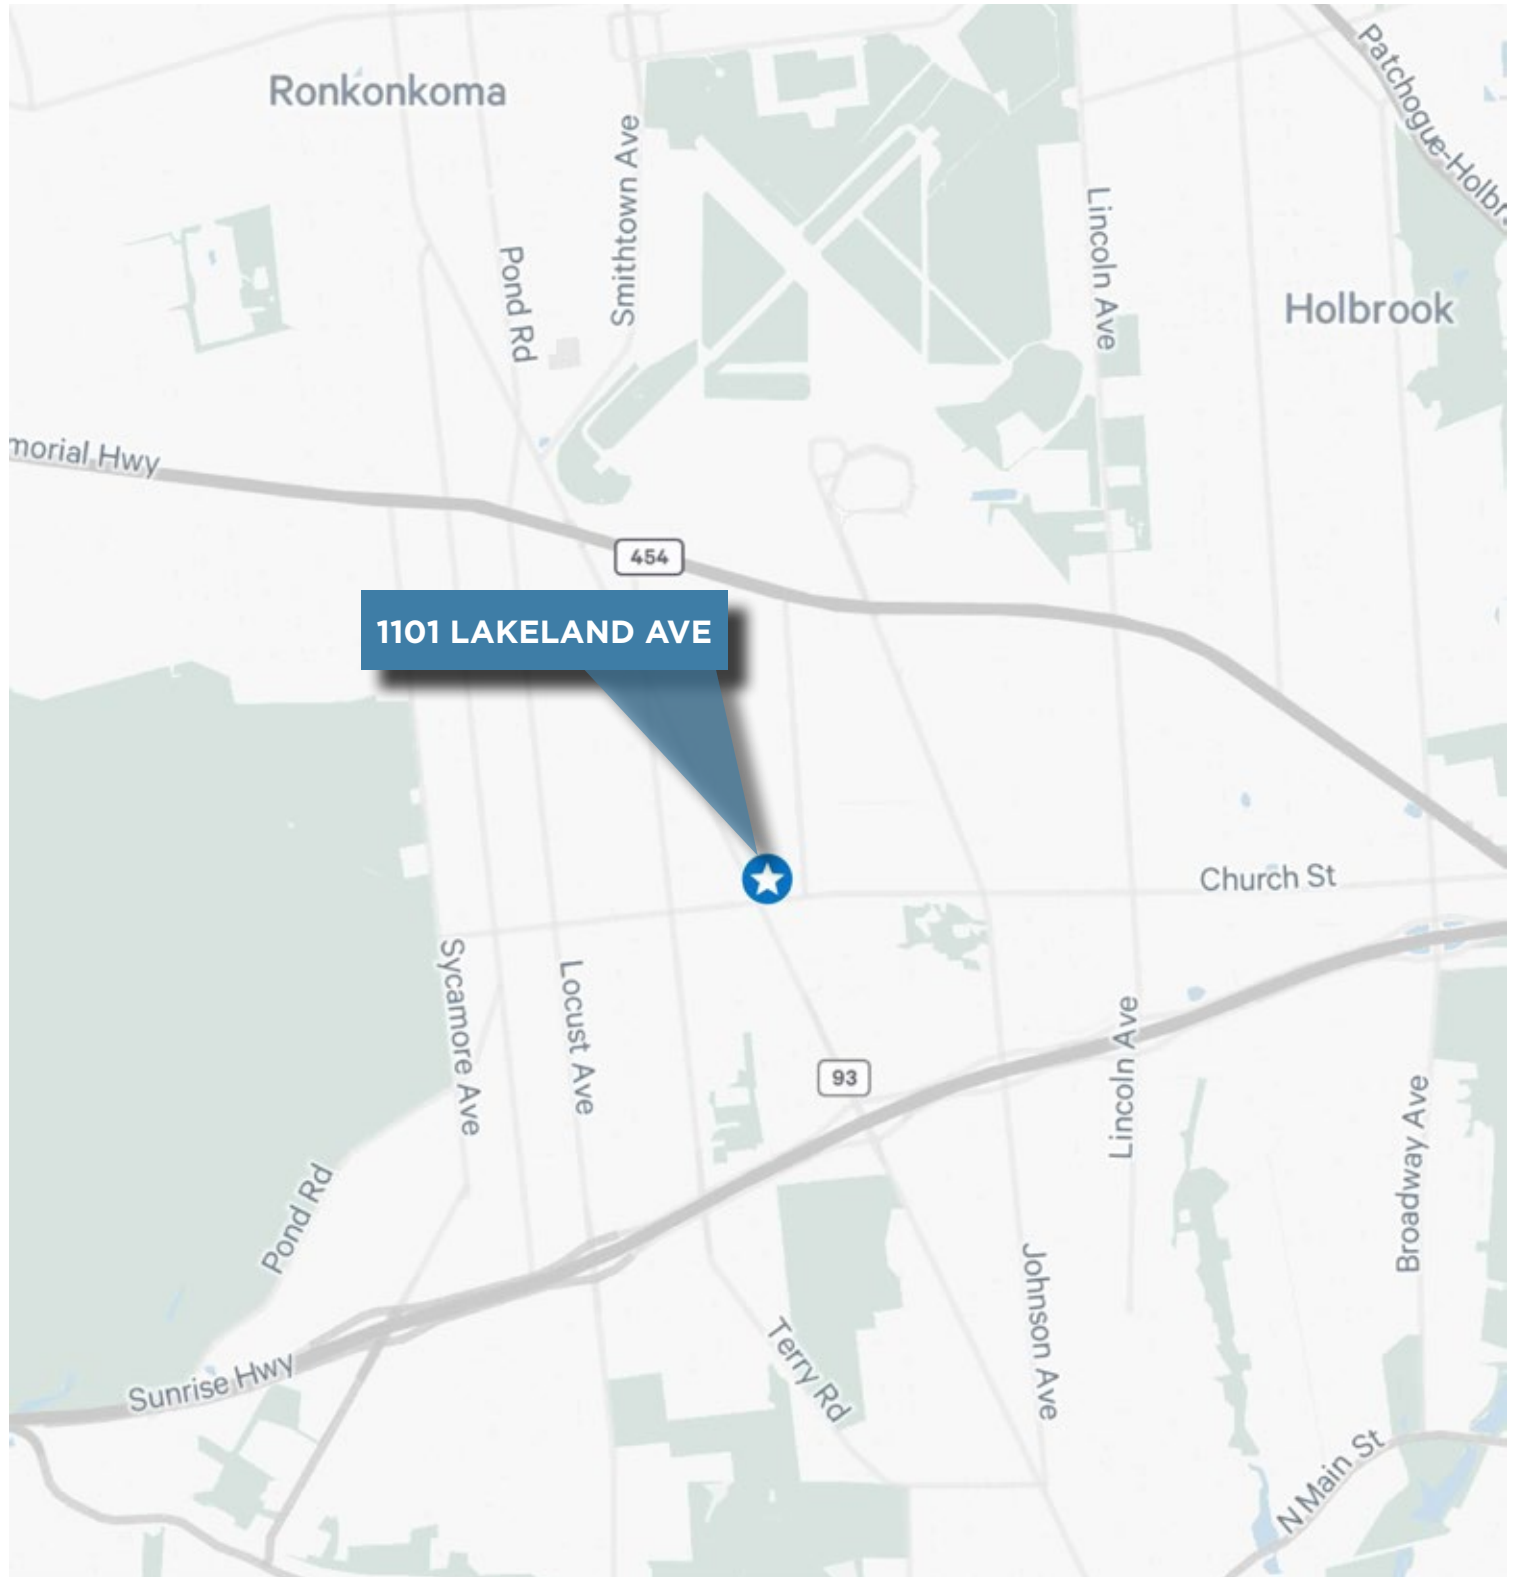 Ronkonkoma
Patchogue-Holbr
Smithtown Ave
Lincoln Ave
Pond Rd
Holbrook
morial Hwy
454
1101 LAKELAND AVE
Church St
Sycamore Ave
Locust Ave
Lincoln Ave
93
Broadway Ave
Pond Rd
Johnson Ave
Terry Rd
Sunrise Hwy
N Main St